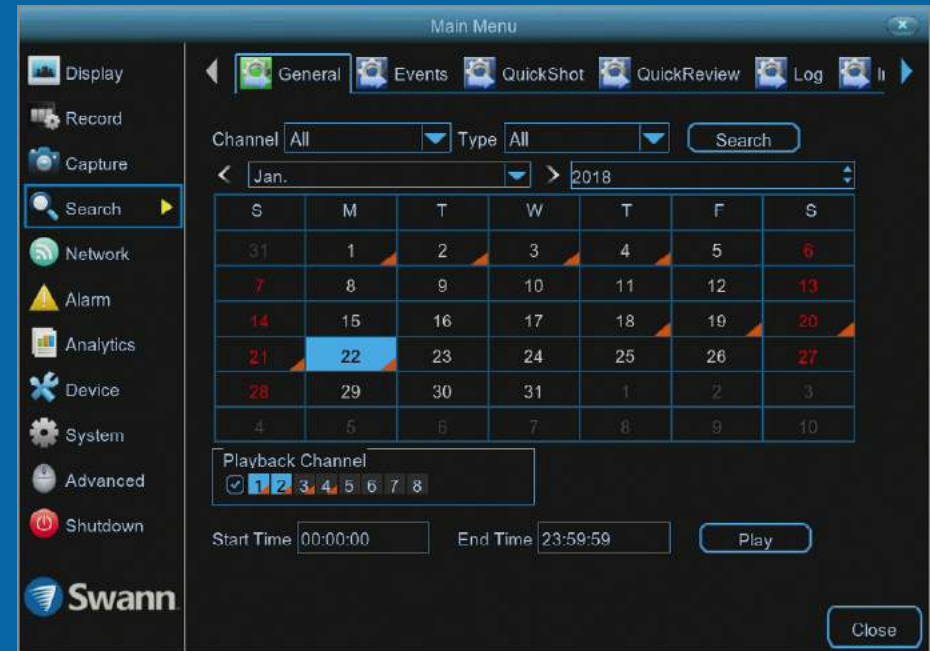 Main Menu
Display
Record
Capture
Search
Network
Alarm
Analytics
Device
System
Advanced
Shutdown
Swann
General Events QuickShot QuickReview Log
Channel All Type All Search
< Jan. > 2018
S M T W T F S
31 1 2 3 4 5 6
7 8 9 10 11 12 13
14 15 16 17 18 19 20
21 22 23 24 25 26 27
28 29 30 31 1 2 3
4 5 6 7 8 9 10
Playback Channel
1 2 3 4 5 6 7 8
Start Time 00:00:00 End Time 23:59:59 Play
Close